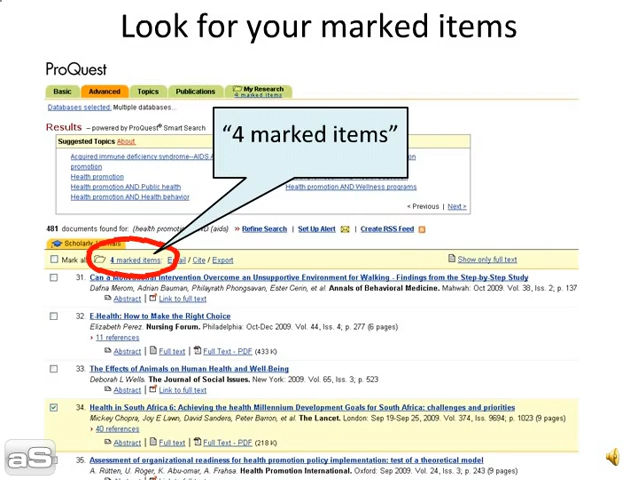 Look for your marked items
ProQuest
Basic Advanced Topics Publications My Research
4 marked items
Databases selected: Multiple databases...
Results – powered by ProQuest® Smart Search
"4 marked items"
Suggested Topics About
Acquired immune deficiency syndrome--AIDS
promotion
Health promotion
Health promotion AND Public health
Health promotion AND Wellness programs
Health promotion AND Health behavior
< Previous | Next >
481 documents found for: (health promotion) AND (aids) » Refine Search | Set Up Alert | Create RSS Feed
Scholarly Journals
Mark all 4 marked items: Email / Cite / Export Show only full text
31. Can a Motivational Intervention Overcome an Unsupportive Environment for Walking - Findings from the Step-by-Step Study
Dafna Merom, Adrian Bauman, Philayrath Phongsavan, Ester Cerin, et al. Annals of Behavioral Medicine. Mahwah: Oct 2009. Vol. 38, Iss. 2; p. 137
Abstract | Link to full text
32. E-Health: How to Make the Right Choice
Elizabeth Perez. Nursing Forum. Philadelphia: Oct-Dec 2009. Vol. 44, Iss. 4; p. 277 (6 pages)
› 11 references
Abstract | Full text | Full Text - PDF (433 K)
33. The Effects of Animals on Human Health and Well-Being
Deborah L Wells. The Journal of Social Issues. New York: 2009. Vol. 65, Iss. 3; p. 523
Abstract | Link to full text
34. Health in South Africa 6: Achieving the health Millennium Development Goals for South Africa: challenges and priorities
Mickey Chopra, Joy E Lawn, David Sanders, Peter Barron, et al. The Lancet. London: Sep 19-Sep 25, 2009. Vol. 374, Iss. 9694; p. 1023 (9 pages)
› 40 references
Abstract | Full text | Full Text - PDF (218 K)
35. Assessment of organizational readiness for health promotion policy implementation: test of a theoretical model
A. Rütten, U. Röger, K. Abu-omar, A. Frahsa. Health Promotion International. Oxford: Sep 2009. Vol. 24, Iss. 3; p. 243 (9 pages)
aS